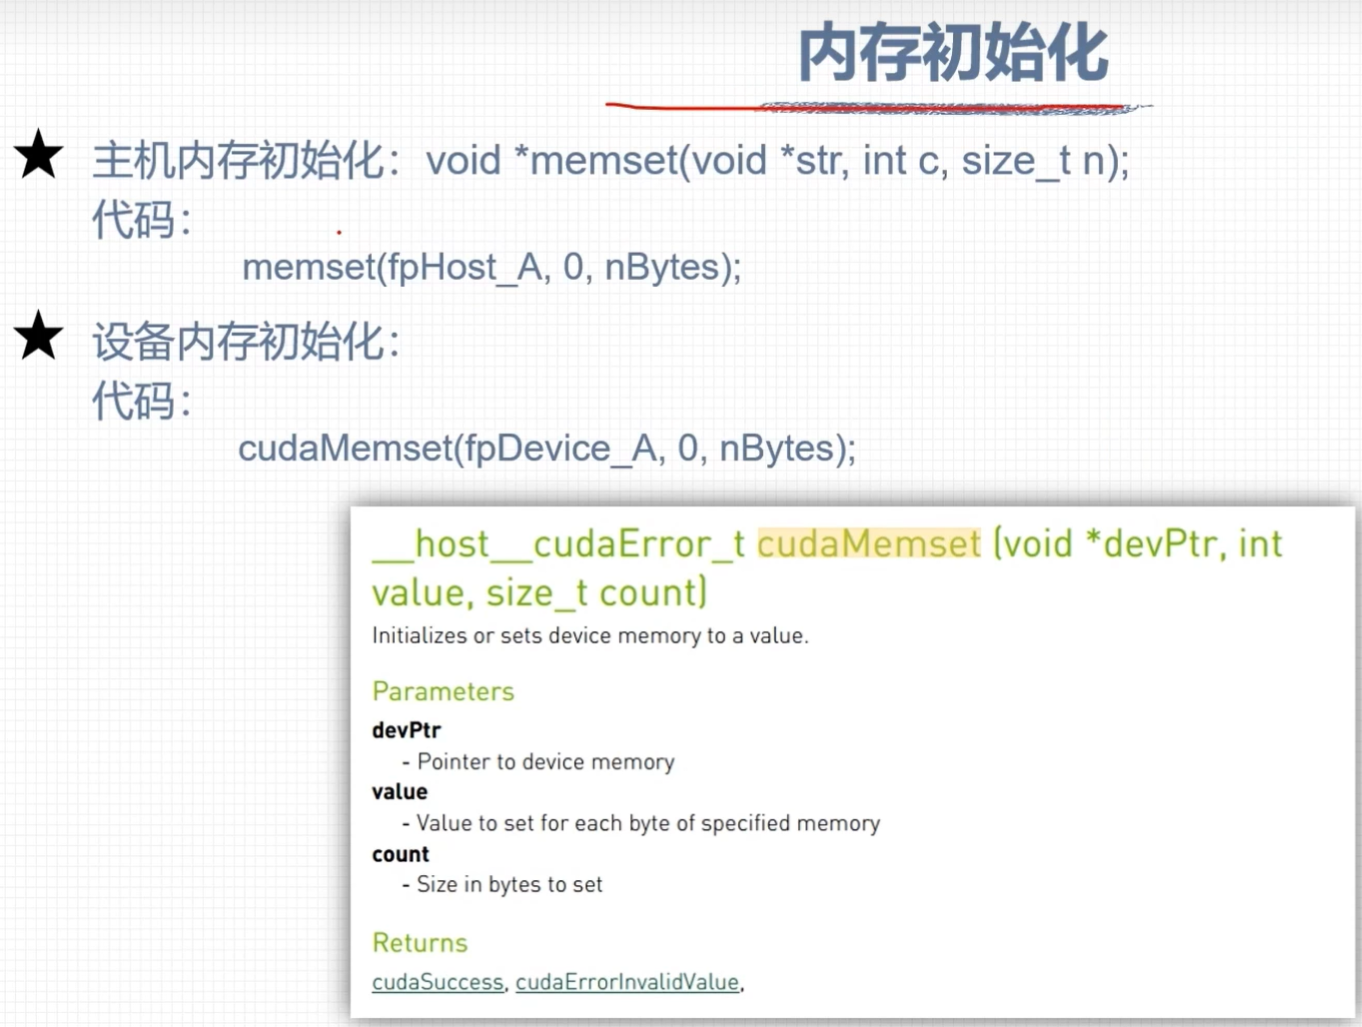 内存初始化
主机内存初始化：void *memset(void *str, int c, size_t n);
代码：
memset(fpHost_A, 0, nBytes);
设备内存初始化：
代码：
cudaMemset(fpDevice_A, 0, nBytes);
__host__cudaError_t cudaMemset (void *devPtr, int
value, size_t count)
Initializes or sets device memory to a value.
Parameters
devPtr
- Pointer to device memory
value
- Value to set for each byte of specified memory
count
- Size in bytes to set
Returns
cudaSuccess, cudaErrorInvalidValue,